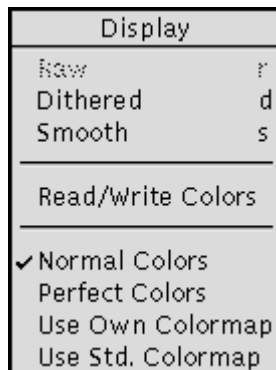 Display
Raw r
Dithered d
Smooth s
Read/Write Colors
✓ Normal Colors
Perfect Colors
Use Own Colormap
Use Std. Colormap